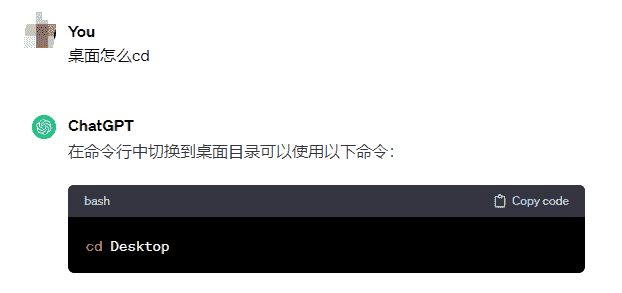 You
桌面怎么cd
ChatGPT
在命令行中切换到桌面目录可以使用以下命令：
bash
Copy code
cd Desktop